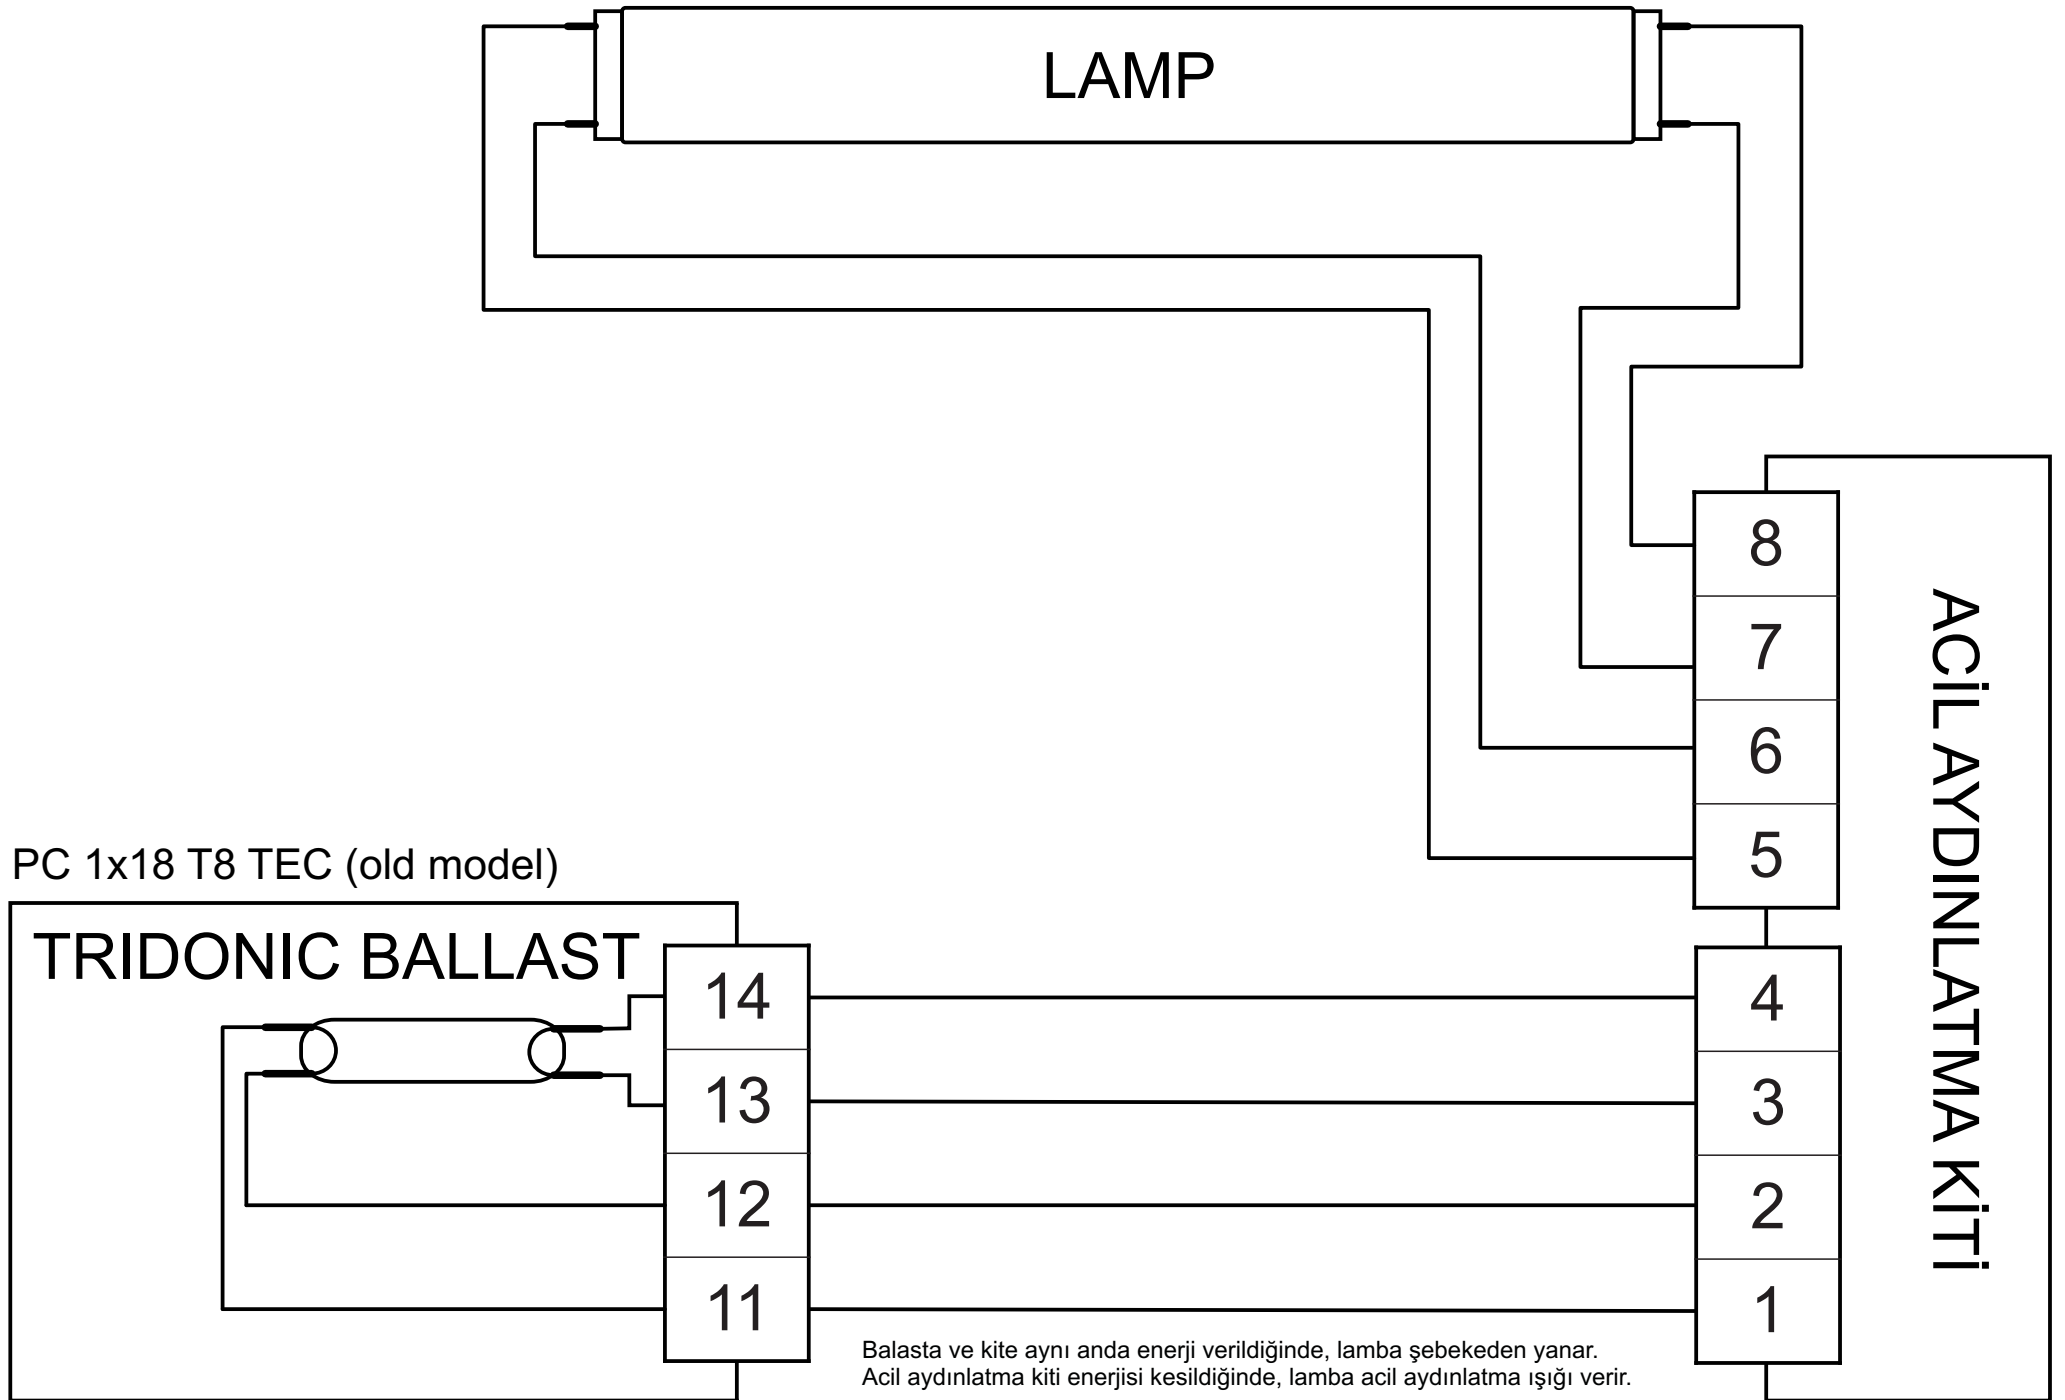 LAMP
8
7
6
5
ACİL AYDINLATMA KİTİ
PC 1x18 T8 TEC (old model)
TRIDONIC BALLAST
14
13
12
11
4
3
2
1
Balasta ve kite aynı anda enerji verildiğinde, lamba şebekeden yanar.
Acil aydınlatma kiti enerjisi kesildiğinde, lamba acil aydınlatma ışığı verir.